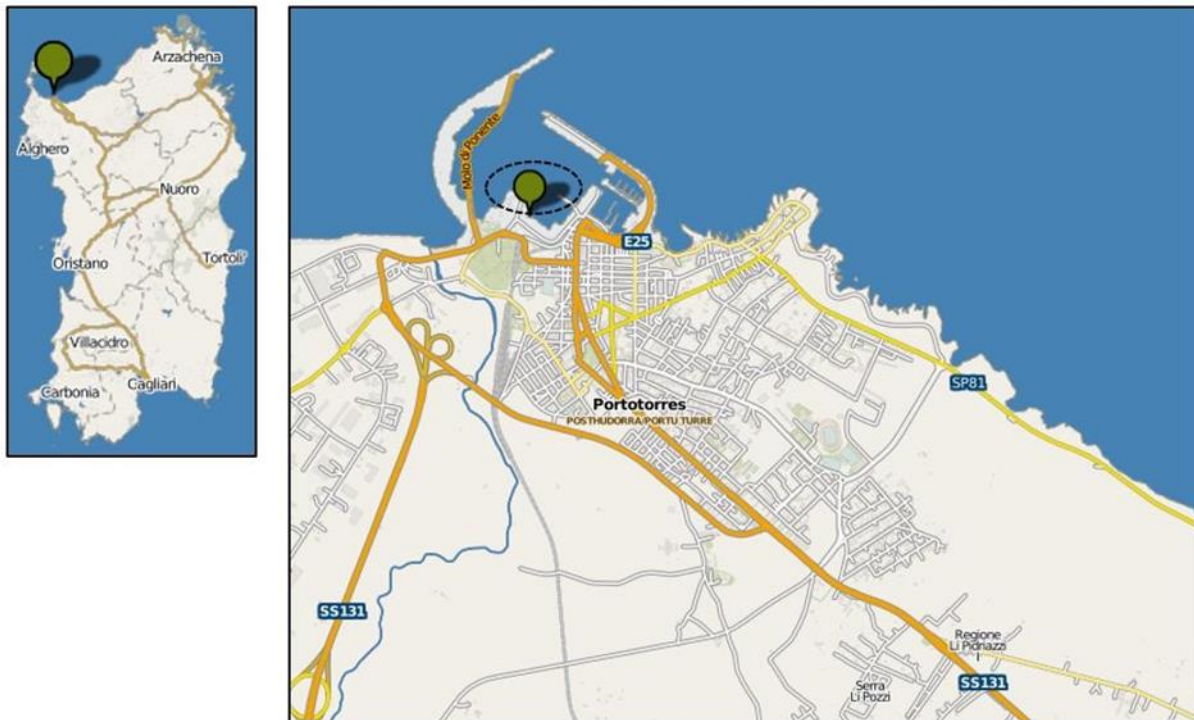 Arzachena
Alghero
Nuoro
Oristano
Tortoli'
Villacidro
Carbonia
Cagliari
Molo di Ponente
E25
SP81
Portotorres
POSTHUDORRA/PORTU TURRE
SS131
Regione
Li Pidriazzi
SS131
Serra
Li Pozzi